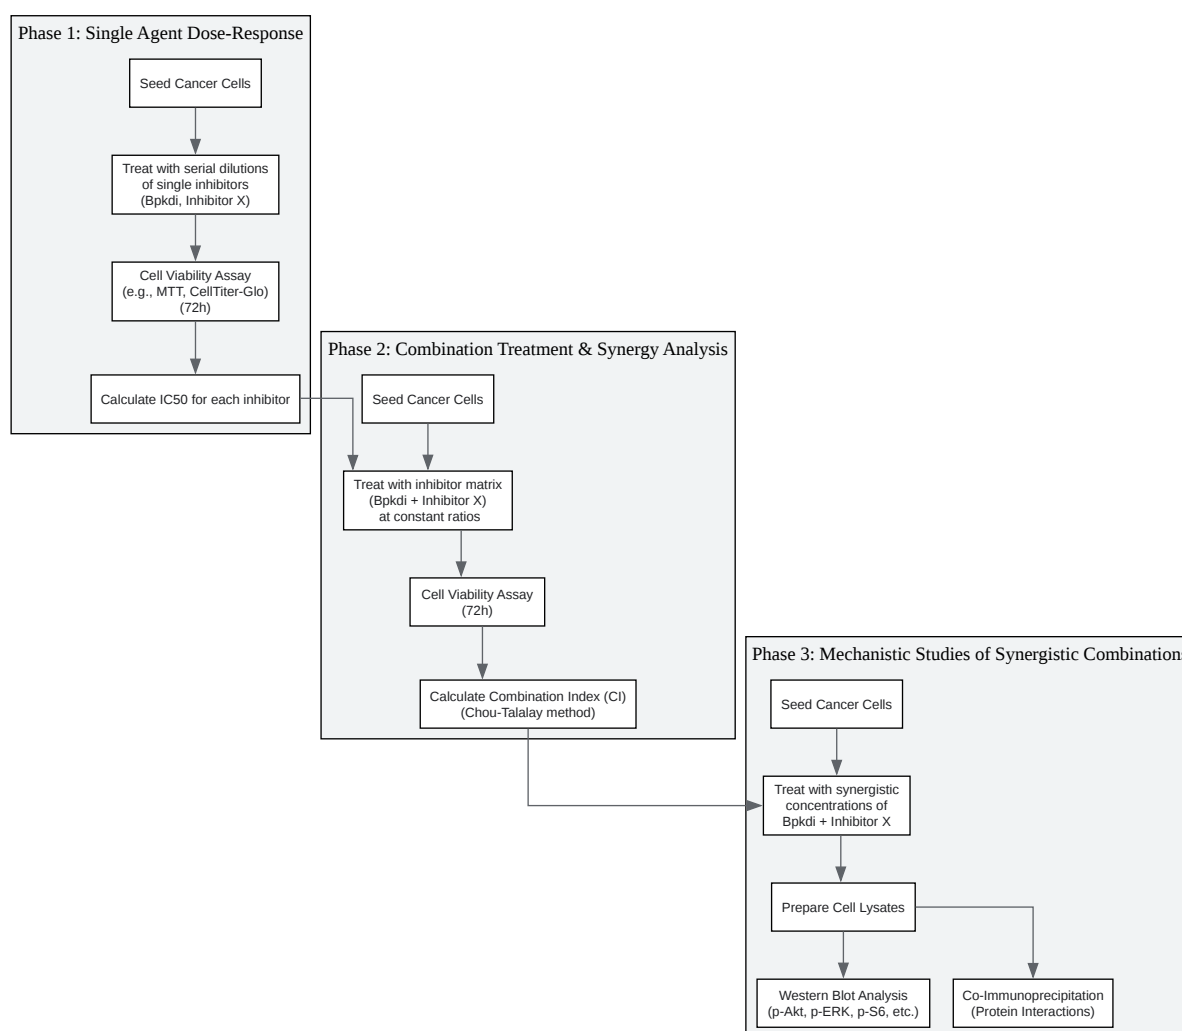 Phase 1: Single Agent Dose-Response
Seed Cancer Cells
Treat with serial dilutions
of single inhibitors
(Bpkdi, Inhibitor X)
Cell Viability Assay
(e.g., MTT, CellTiter-Glo)
(72h)
Calculate IC50 for each inhibitor
Phase 2: Combination Treatment & Synergy Analysis
Seed Cancer Cells
Treat with inhibitor matrix
(Bpkdi + Inhibitor X)
at constant ratios
Cell Viability Assay
(72h)
Calculate Combination Index (CI)
(Chou-Talalay method)
Phase 3: Mechanistic Studies of Synergistic Combinations
Seed Cancer Cells
Treat with synergistic
concentrations of
Bpkdi + Inhibitor X
Prepare Cell Lysates
Western Blot Analysis
(p-Akt, p-ERK, p-S6, etc.)
Co-Immunoprecipitation
(Protein Interactions)